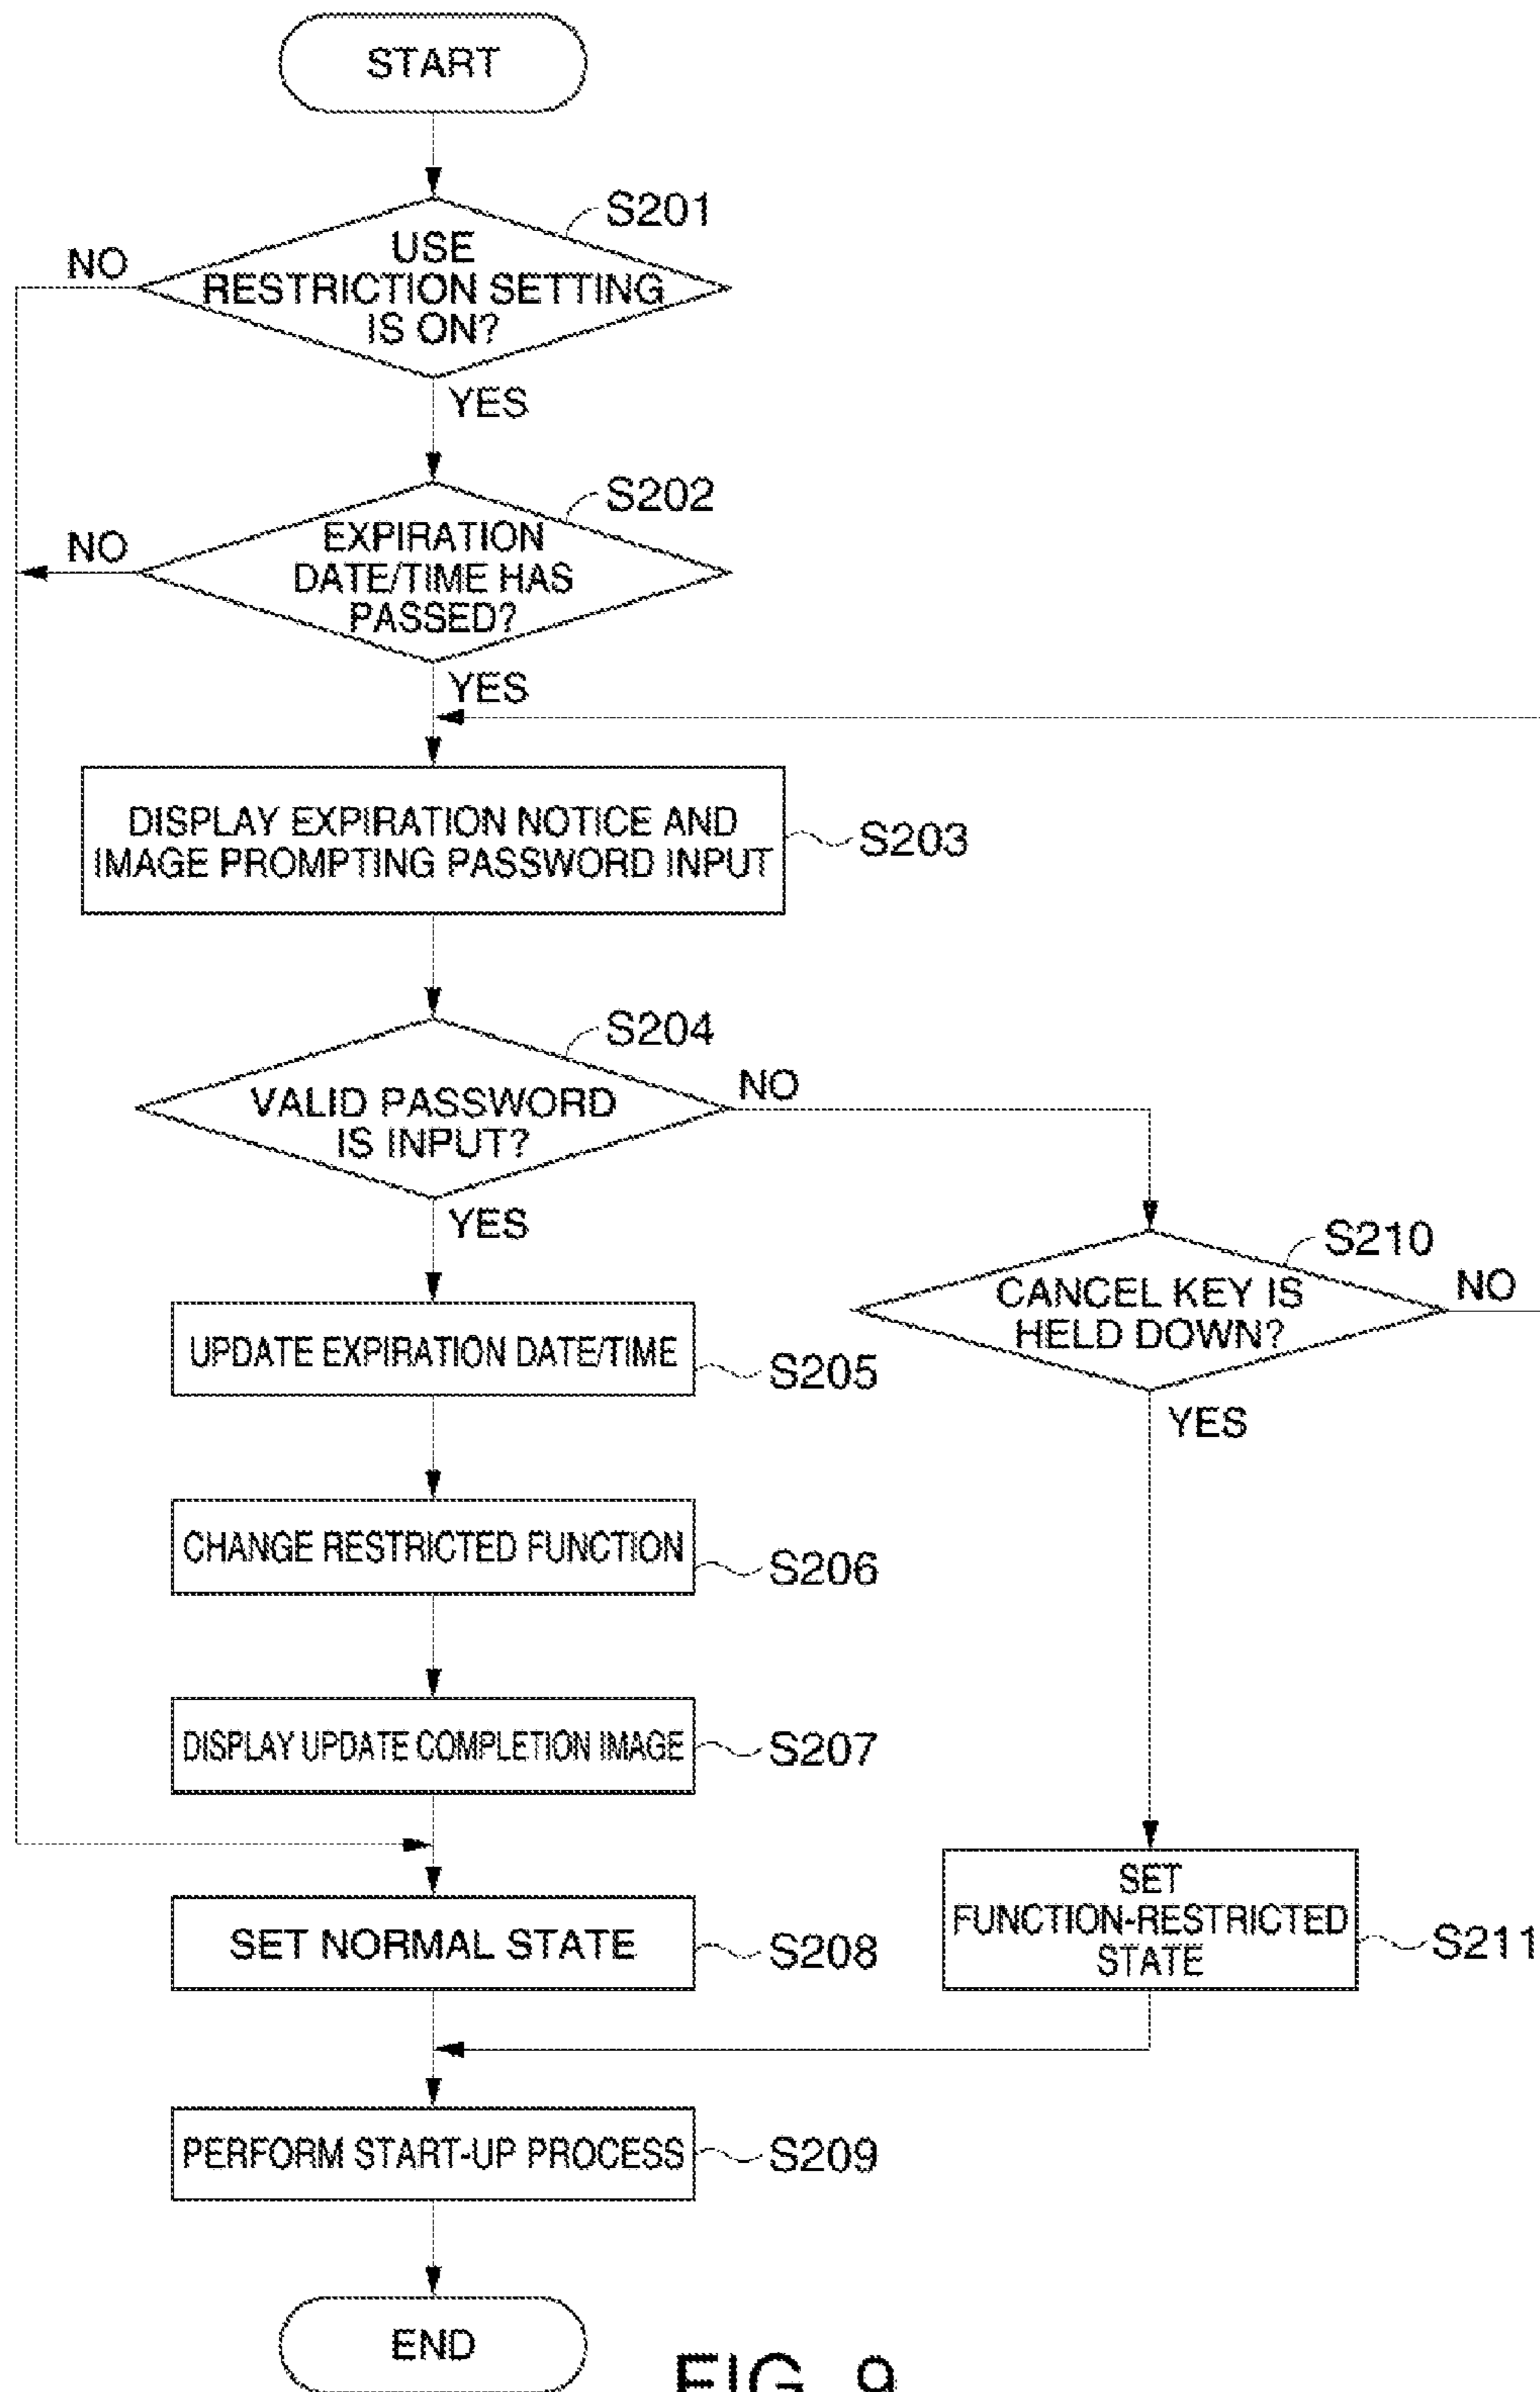 START
S201
NO
USE
RESTRICTION SETTING
IS ON?
YES
S202
NO
EXPIRATION
DATE/TIME HAS
PASSED?
YES
DISPLAY EXPIRATION NOTICE AND
IMAGE PROMPTING PASSWORD INPUT
S203
S204
NO
VALID PASSWORD
IS INPUT?
YES
S210
NO
CANCEL KEY IS
HELD DOWN?
YES
UPDATE EXPIRATION DATE/TIME
S205
CHANGE RESTRICTED FUNCTION
S206
DISPLAY UPDATE COMPLETION IMAGE
S207
SET NORMAL STATE
S208
SET
FUNCTION-RESTRICTED
STATE
S211
PERFORM START-UP PROCESS
S209
END
FIG. 9